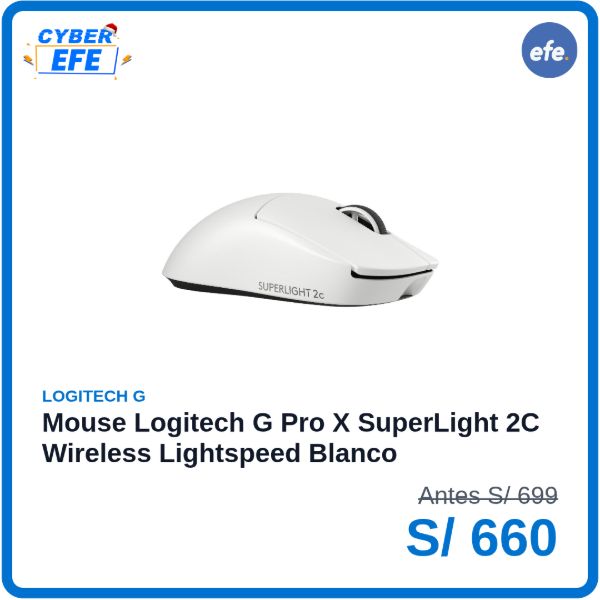 CYBER
EFE
efe.
SUPERLIGHT 2c
LOGITECH G
Mouse Logitech G Pro X SuperLight 2C
Wireless Lightspeed Blanco
Antes S/ 699
S/ 660